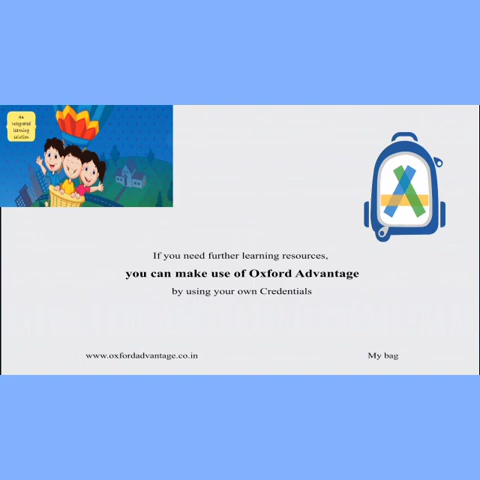 An
integrated
learning
solution
If you need further learning resources,
you can make use of Oxford Advantage
by using your own Credentials
www.oxfordadvantage.co.in
My bag